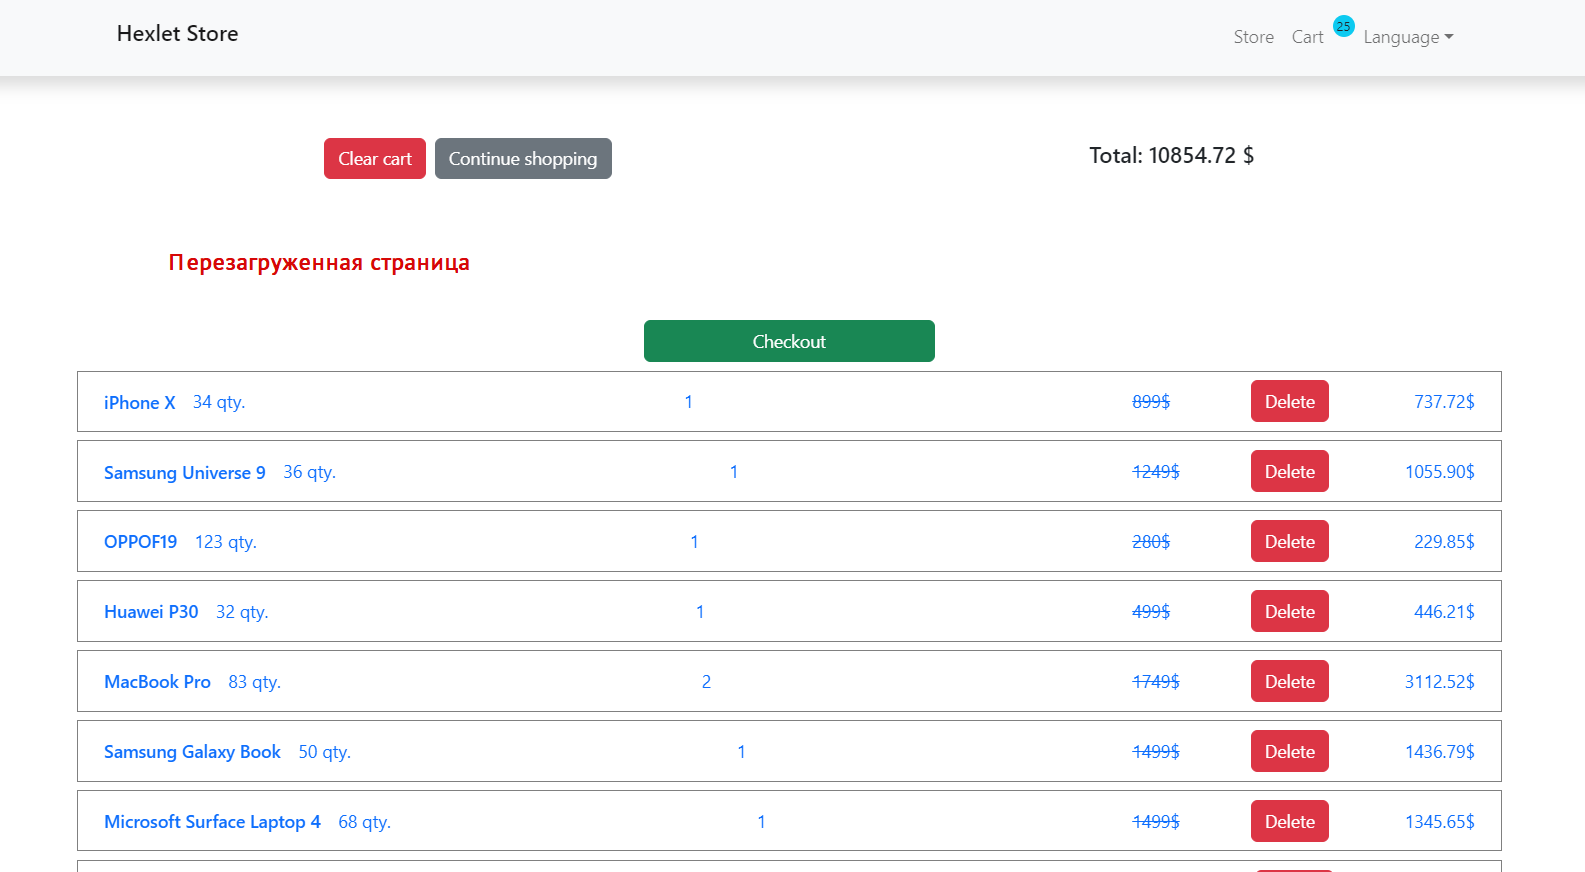 Hexlet Store
Store Cart 25 Language
Clear cart Continue shopping Total: 10854.72 $
Перезагруженная страница
Checkout
iPhone X 34 qty. 1 899$ Delete 737.72$
Samsung Universe 9 36 qty. 1 1249$ Delete 1055.90$
OPPOF19 123 qty. 1 280$ Delete 229.85$
Huawei P30 32 qty. 1 499$ Delete 446.21$
MacBook Pro 83 qty. 2 1749$ Delete 3112.52$
Samsung Galaxy Book 50 qty. 1 1499$ Delete 1436.79$
Microsoft Surface Laptop 4 68 qty. 1 1499$ Delete 1345.65$